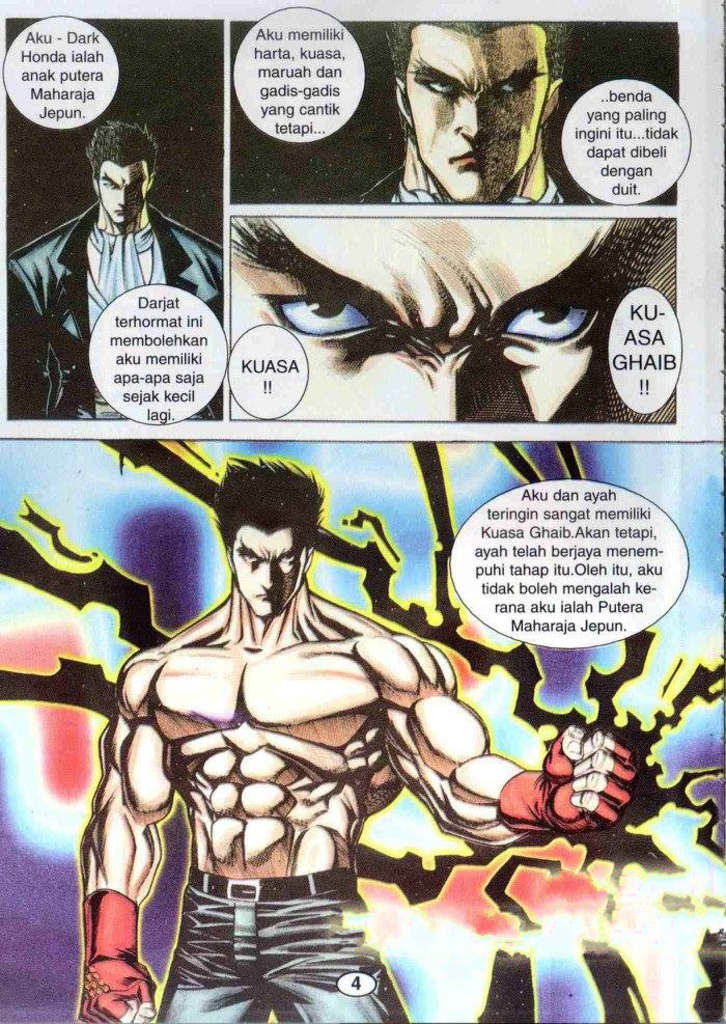 Aku - Dark
Honda ialah
anak putera
Maharaja
Jepun.
Darjat
terhormat ini
membolehkan
aku memiliki
apa-apa saja
sejak kecil
lagi.
Aku memiliki
harta, kuasa,
maruah dan
gadis-gadis
yang cantik
tetapi...
..benda
yang paling
ingini itu...tidak
dapat dibeli
dengan
duit.
KUASA
!!
KU-
ASA
GHAIB
!!
Aku dan ayah
teringin sangat memiliki
Kuasa Ghaib.Akan tetapi,
ayah telah berjaya menem-
puhi tahap itu.Oleh itu, aku
tidak boleh mengalah ke-
rana aku ialah Putera
Maharaja Jepun.
4